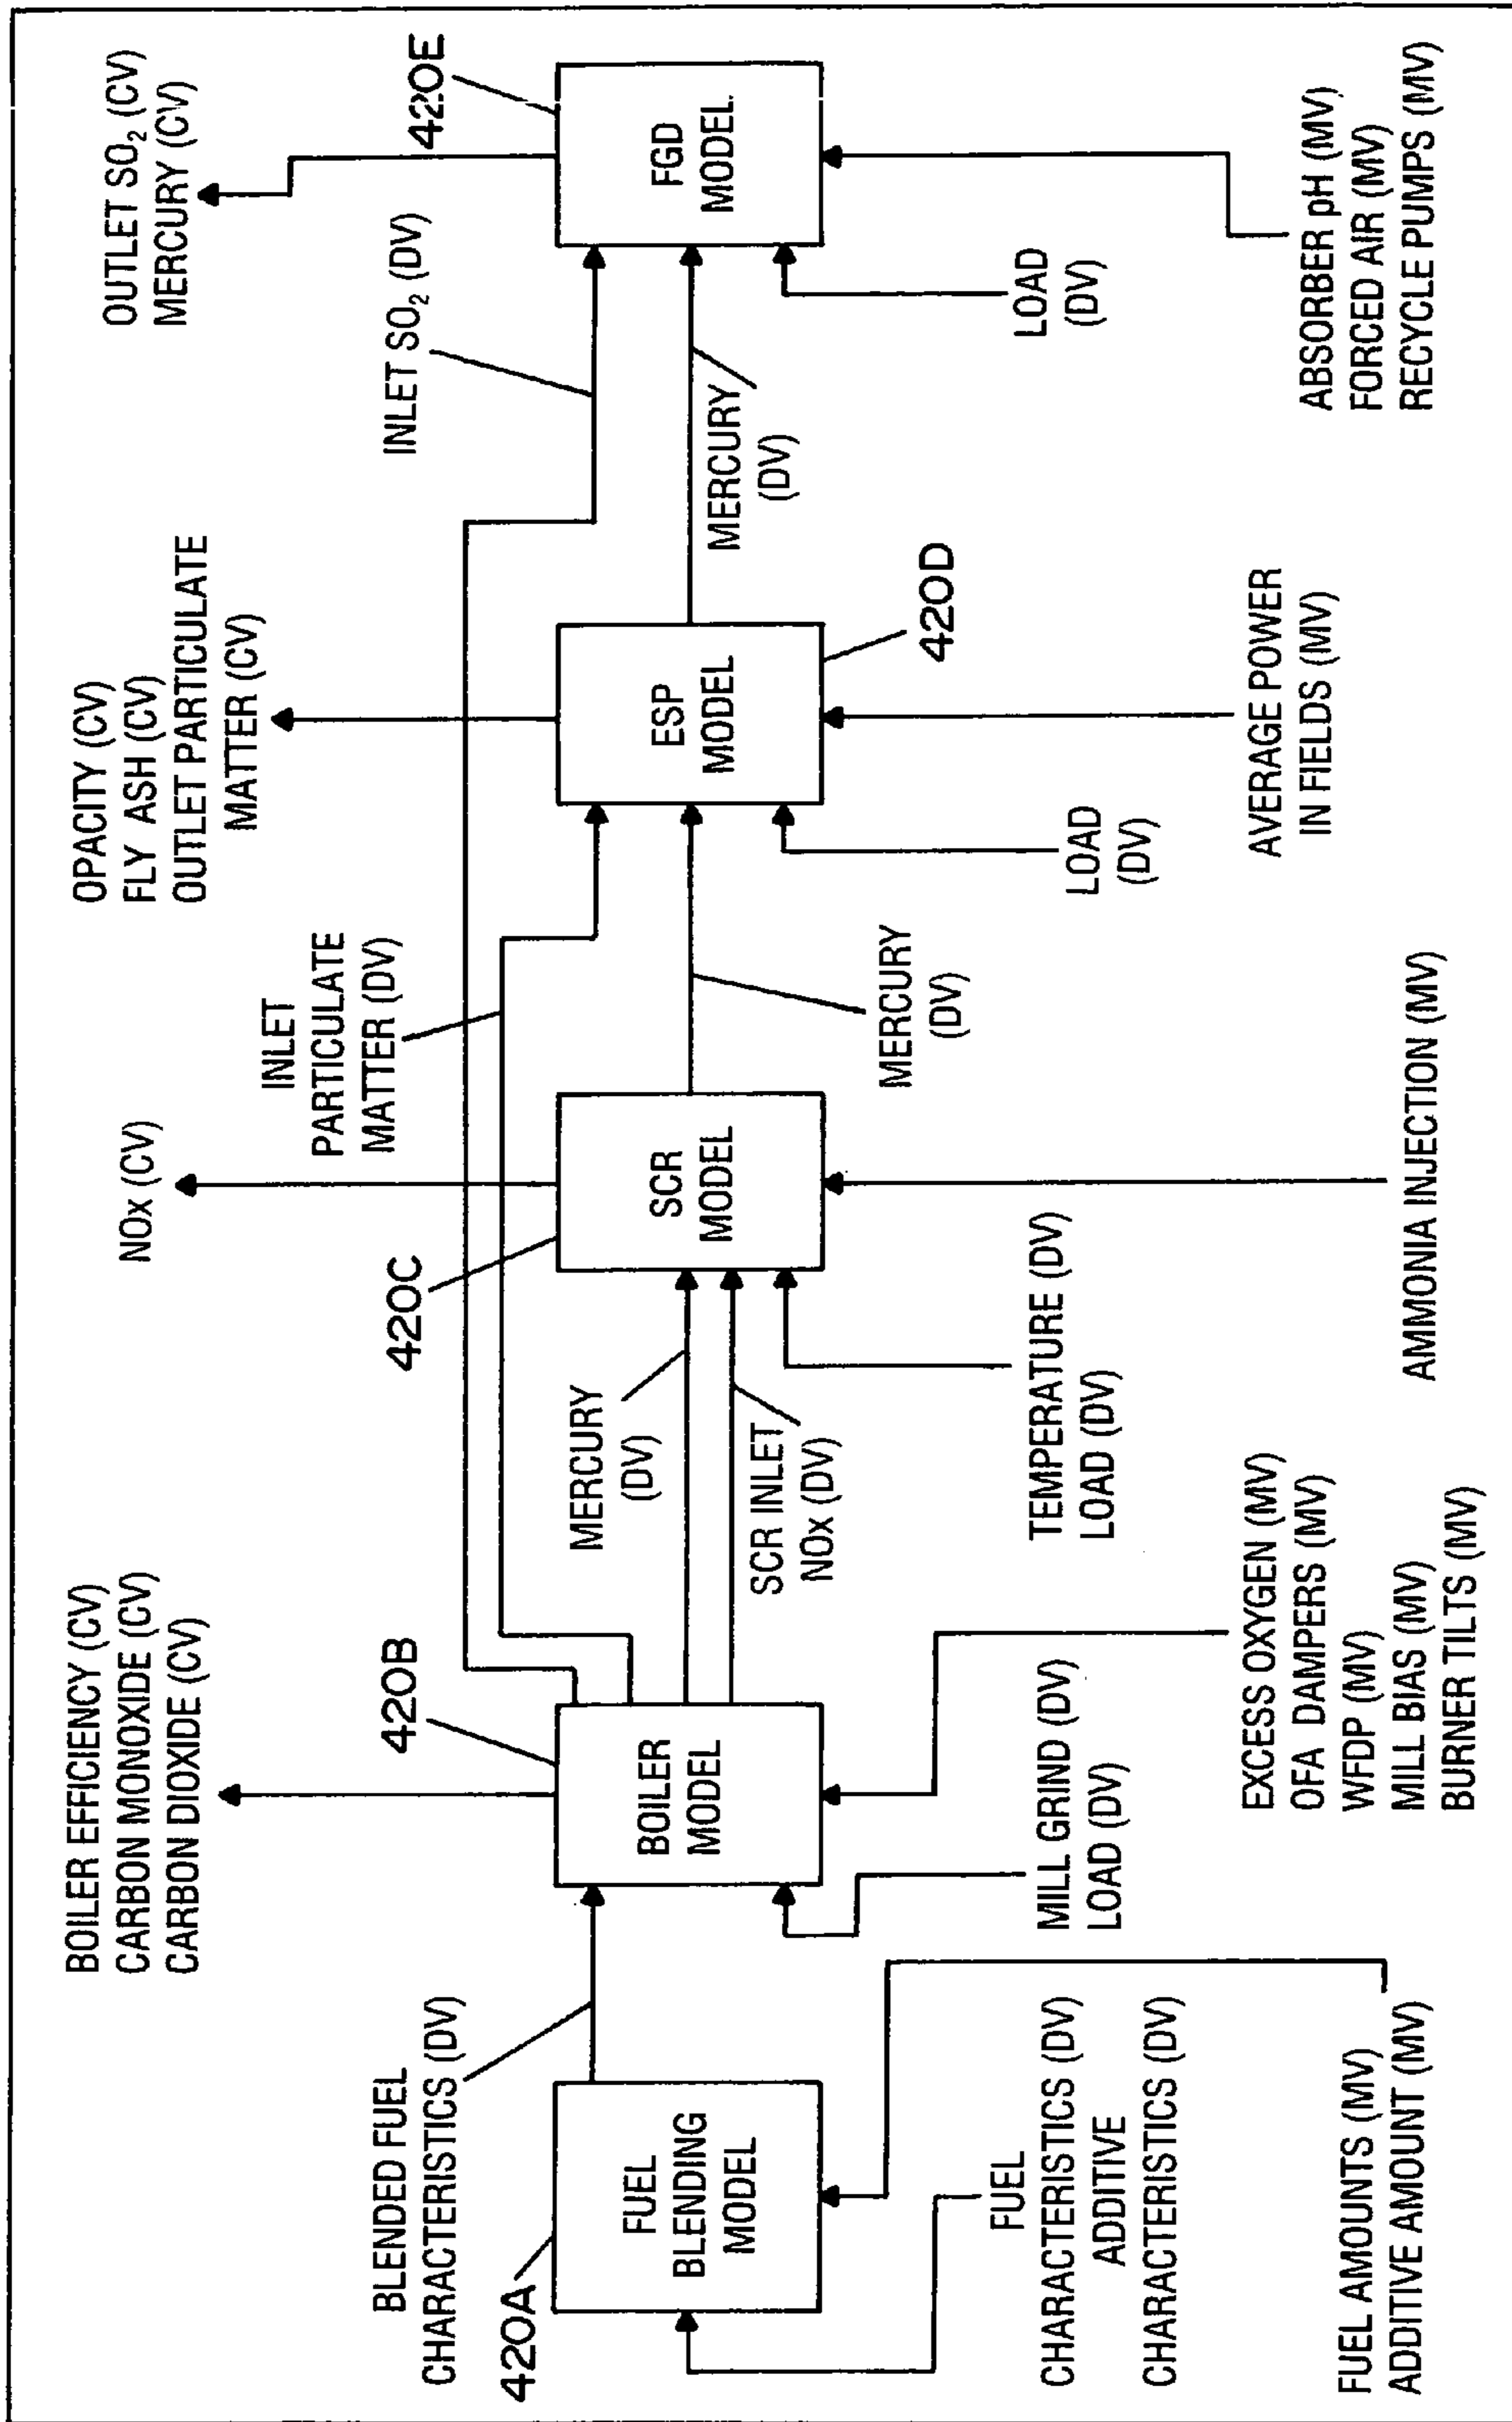 BOILER EFFICIENCY (CV)
CARBON MONOXIDE (CV)
CARBON DIOXIDE (CV)
NOx (CV)
OPACITY (CV)
FLY ASH (CV)
OUTLET PARTICULATE
MATTER (CV)
OUTLET SO₂ (CV)
MERCURY (CV)
BLENDED FUEL
CHARACTERISTICS (DV)
420A
FUEL
BLENDING
MODEL
FUEL
CHARACTERISTICS (DV)
ADDITIVE
CHARACTERISTICS (DV)
FUEL AMOUNTS (MV)
ADDITIVE AMOUNT (MV)
420B
BOILER
MODEL
MILL GRIND (DV)
LOAD (DV)
EXCESS OXYGEN (MV)
OFA DAMPERS (MV)
WFDP (MV)
MILL BIAS (MV)
BURNER TILTS (MV)
MERCURY
(DV)
SCR INLET
NOx (DV)
420C
SCR
MODEL
TEMPERATURE (DV)
LOAD (DV)
AMMONIA INJECTION (MV)
INLET
PARTICULATE
MATTER (DV)
MERCURY
(DV)
ESP
MODEL
420D
LOAD
(DV)
AVERAGE POWER
IN FIELDS (MV)
INLET SO₂ (DV)
MERCURY
(DV)
420E
FGD
MODEL
LOAD
(DV)
ABSORBER pH (MV)
FORCED AIR (MV)
RECYCLE PUMPS (MV)